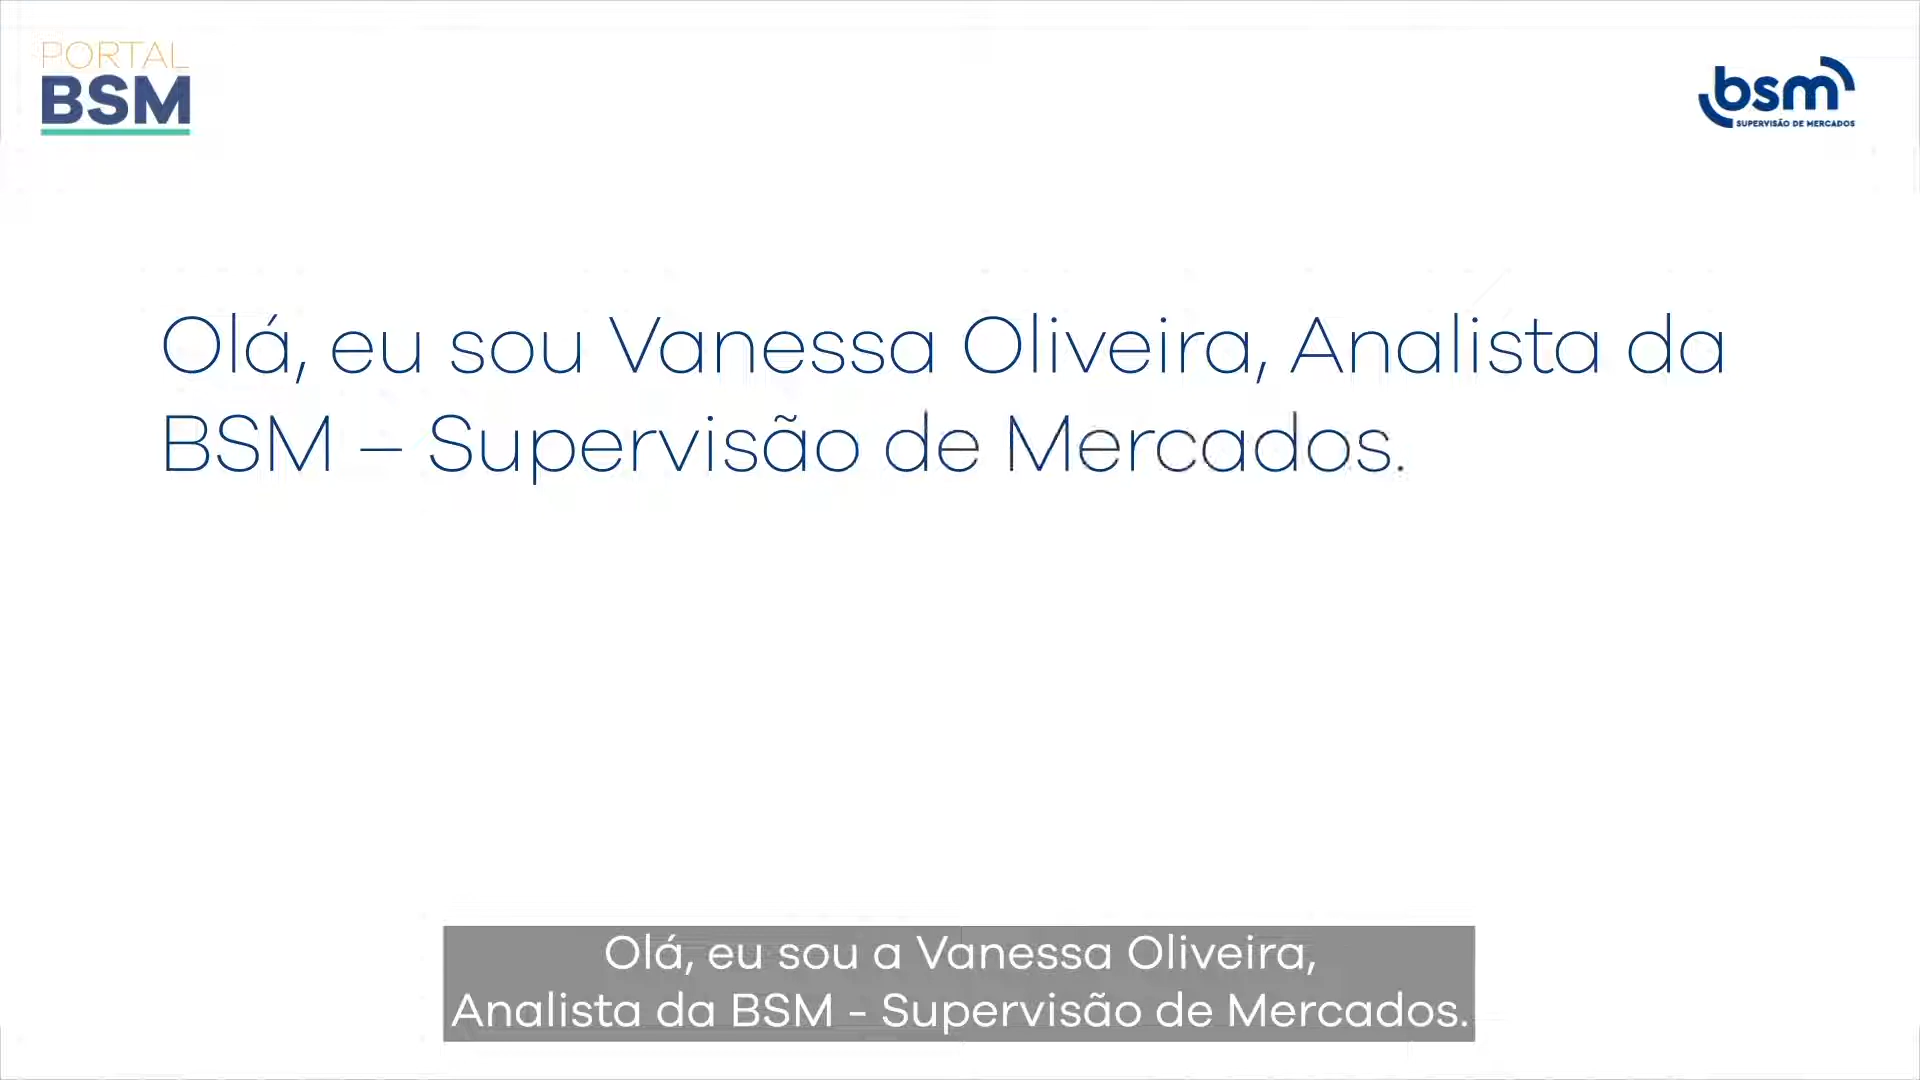 PORTAL
BSM
bsm
SUPERVISÃO DE MERCADOS
Olá, eu sou Vanessa Oliveira, Analista da
BSM – Supervisão de Mercados.
Olá, eu sou a Vanessa Oliveira,
Analista da BSM - Supervisão de Mercados.